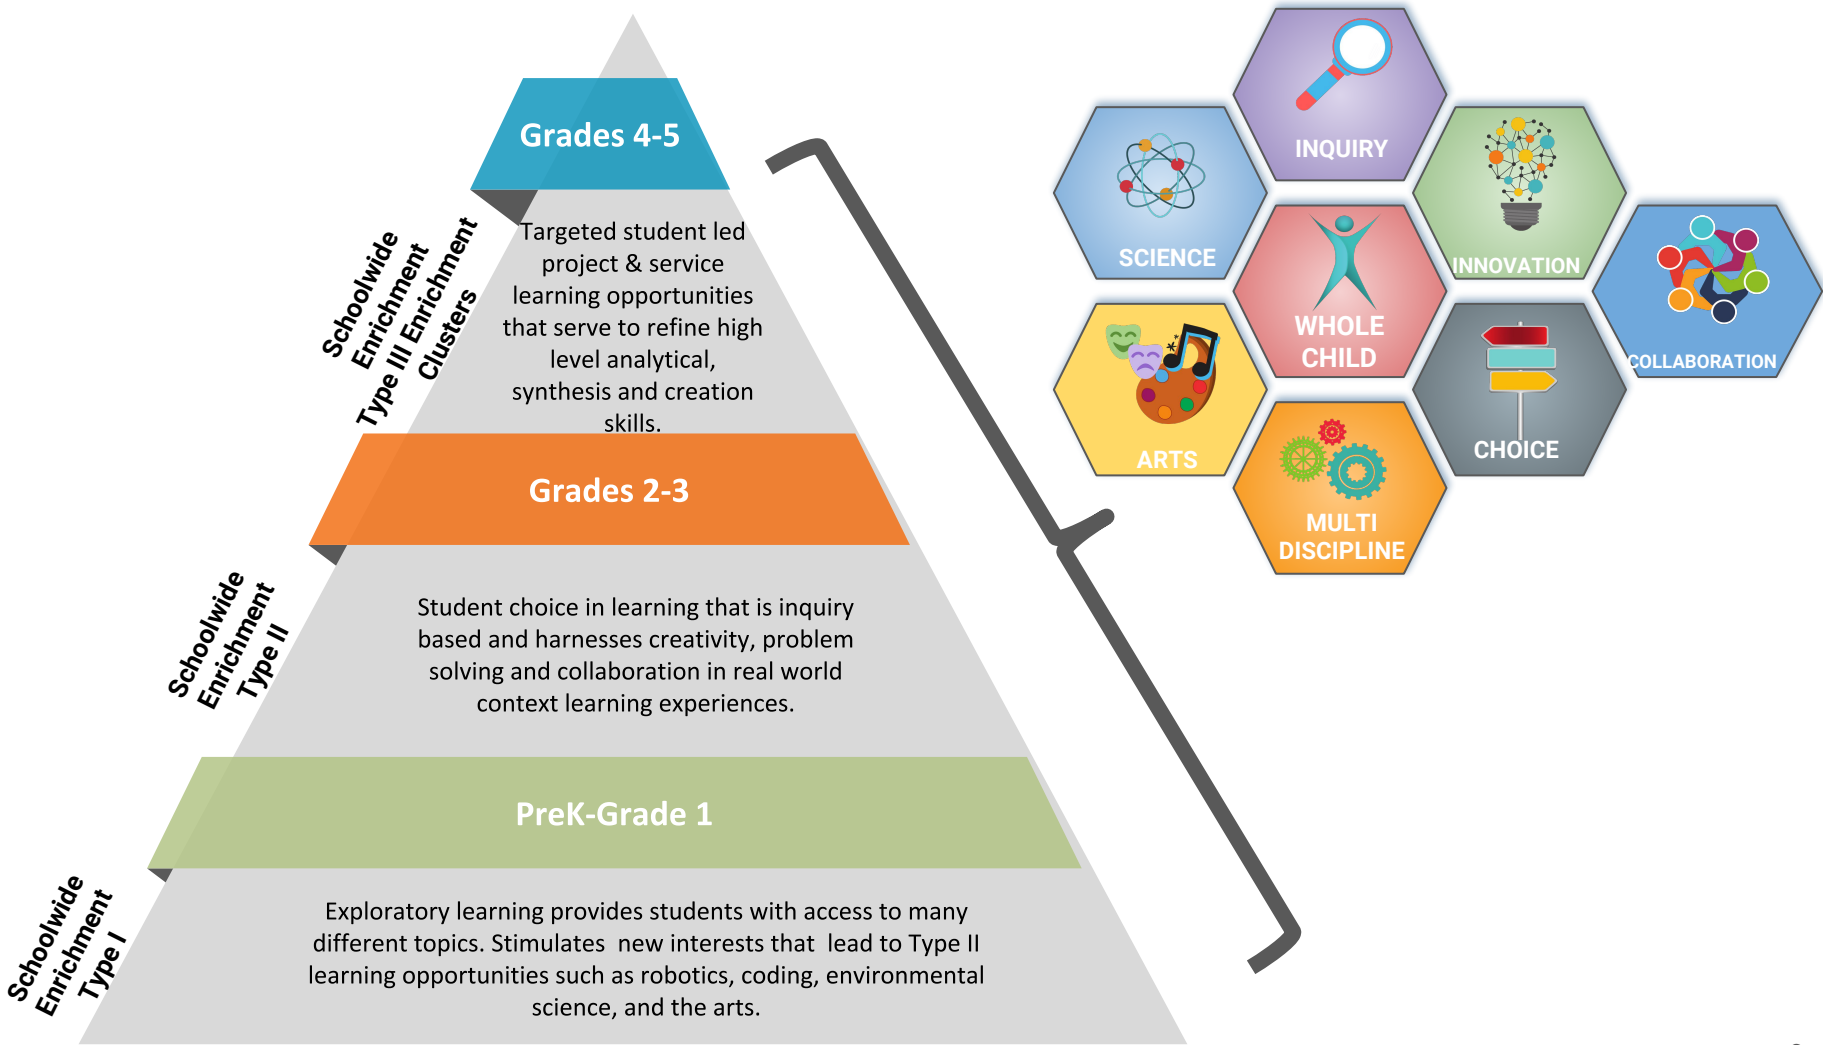 Grades 4-5
Schoolwide
Enrichment
Type III Enrichment
Clusters
Targeted student led
project & service
learning opportunities
that serve to refine high
level analytical,
synthesis and creation
skills.
Grades 2-3
Schoolwide
Enrichment
Type II
Student choice in learning that is inquiry
based and harnesses creativity, problem
solving and collaboration in real world
context learning experiences.
PreK-Grade 1
Schoolwide
Enrichment
Type I
Exploratory learning provides students with access to many
different topics. Stimulates  new interests that  lead to Type II
learning opportunities such as robotics, coding, environmental
science, and the arts.
INQUIRY
SCIENCE
INNOVATION
WHOLE
CHILD
COLLABORATION
ARTS
CHOICE
MULTI
DISCIPLINE